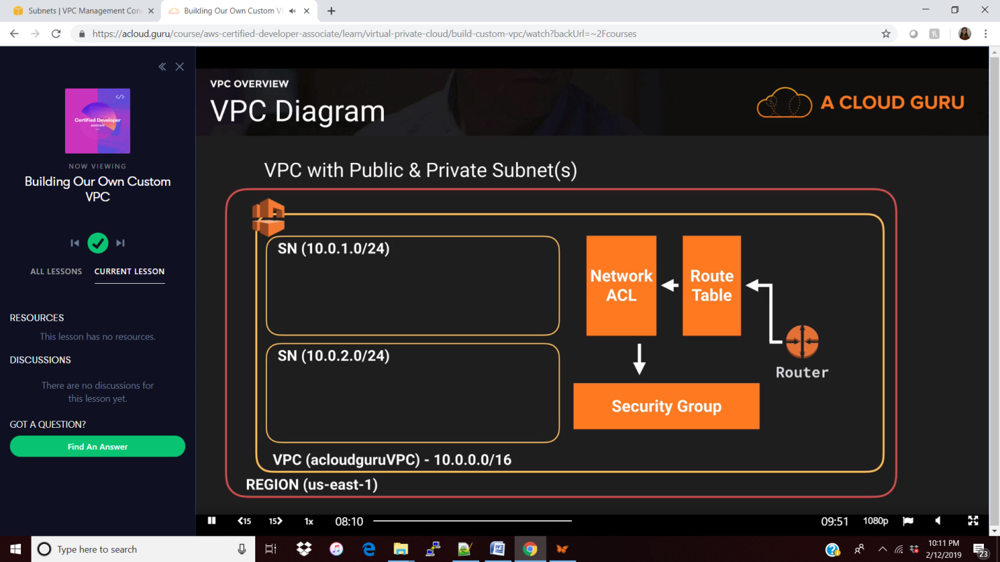 Subnets | VPC Management Con
Building Our Own Custom VI
https://acloud.guru/course/aws-certified-developer-associate/learn/virtual-private-cloud/build-custom-vpc/watch?backUrl=~2Fcourses
</>
Certified Developer
NOW VIEWING
Building Our Own Custom
VPC
ALL LESSONS
CURRENT LESSON
RESOURCES
This lesson has no resources.
DISCUSSIONS
There are no discussions for
this lesson yet.
GOT A QUESTION?
Find An Answer
VPC OVERVIEW
VPC Diagram
A CLOUD GURU
VPC with Public & Private Subnet(s)
SN (10.0.1.0/24)
SN (10.0.2.0/24)
Network
ACL
Route
Table
Router
Security Group
VPC (acloudguruVPC) - 10.0.0.0/16
REGION (us-east-1)
15
15
1x
08:10
09:51
1080p
Type here to search
10:11 PM
2/12/2019
23